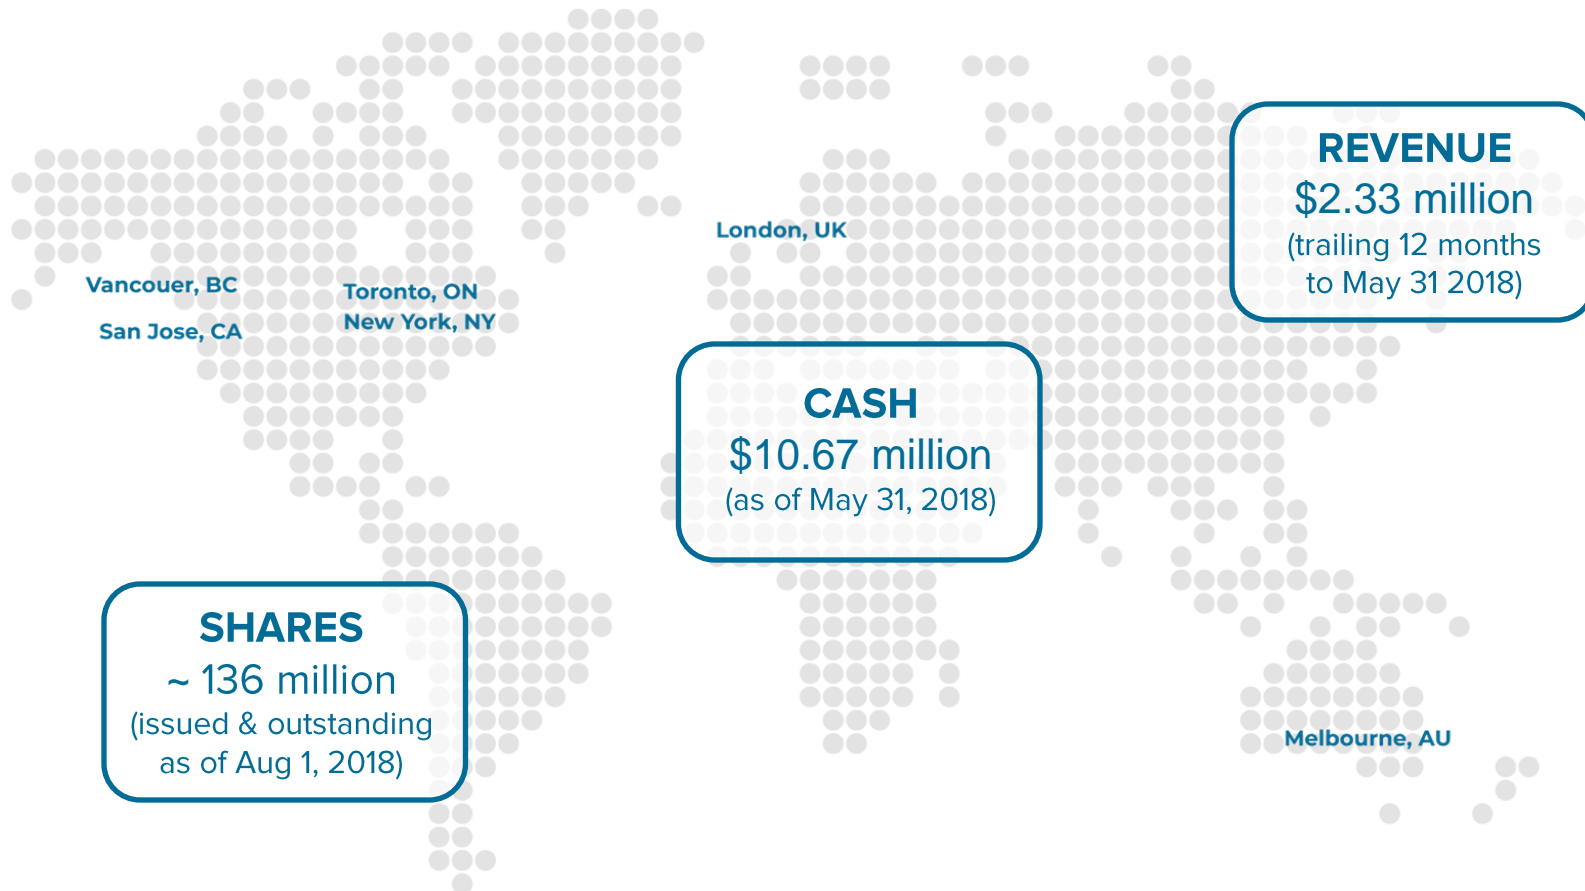 REVENUE
$2.33 million
(trailing 12 months
to May 31 2018)
London, UK
Vancouer, BC
Toronto, ON
San Jose, CA
New York, NY
CASH
$10.67 million
(as of May 31, 2018)
SHARES
~ 136 million
(issued & outstanding
as of Aug 1, 2018)
Melbourne, AU